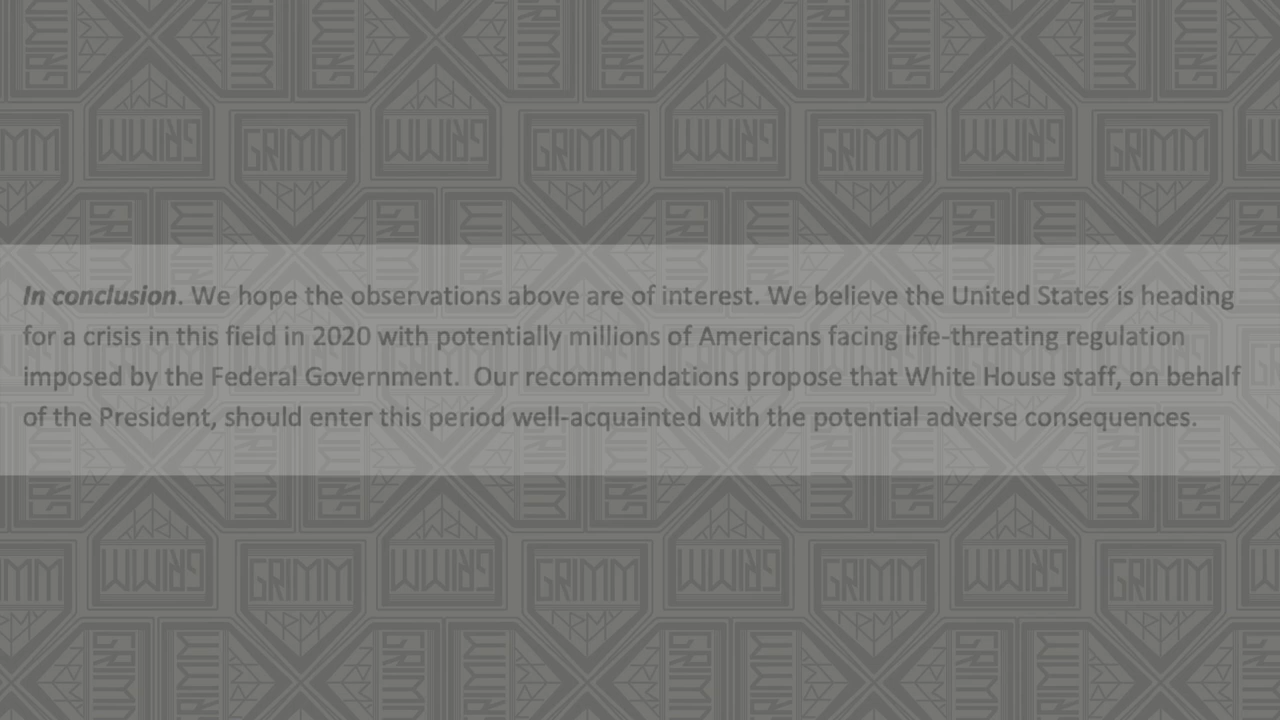 In conclusion. We hope the observations above are of interest. We believe the United States is heading
for a crisis in this field in 2020 with potentially millions of Americans facing life-threating regulation
imposed by the Federal Government.  Our recommendations propose that White House staff, on behalf
of the President, should enter this period well-acquainted with the potential adverse consequences.
GRIMM